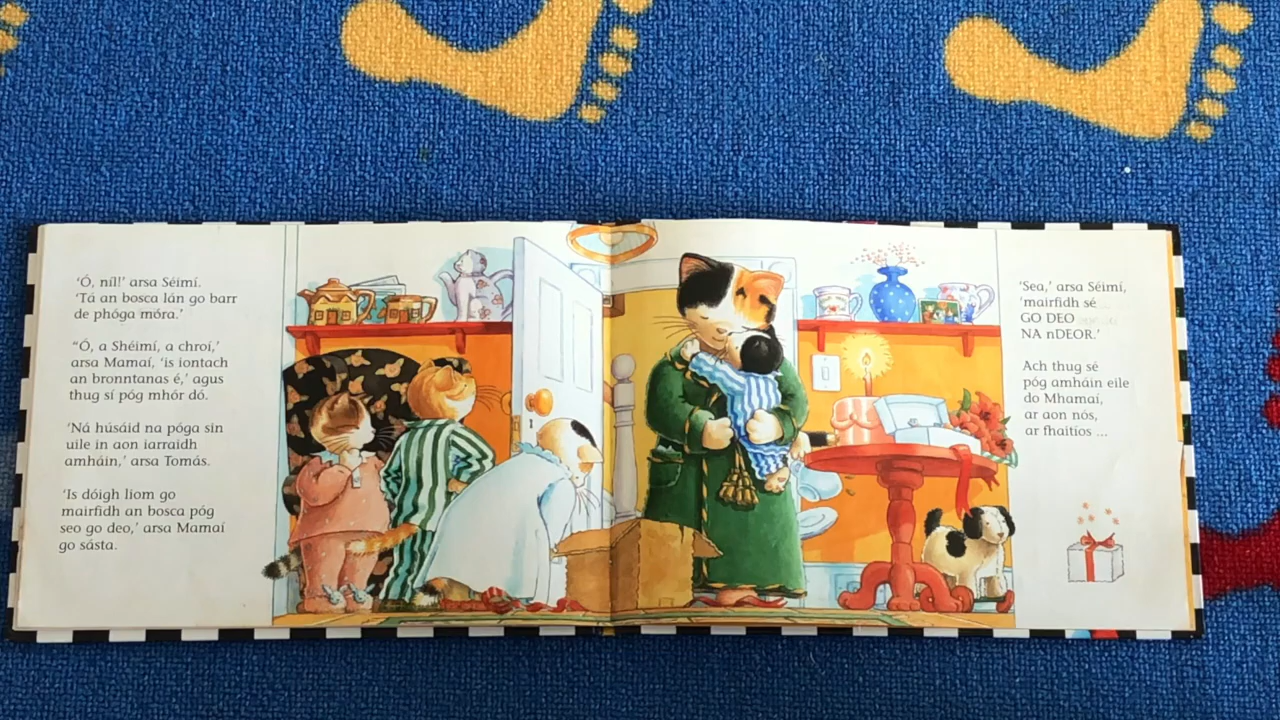 ‘Ó, níl!’ arsa Séimí.
‘Tá an bosca lán go barr
de phóga móra.’
“Ó, a Shéimí, a chroí,’
arsa Mamaí, ‘is iontach
an bronntanas é,’ agus
thug sí póg mhór dó.
‘Ná húsáid na póga sin
uile in aon iarraidh
amháin,’ arsa Tomás.
‘Is dóigh liom go
mairfidh an bosca póg
seo go deo,’ arsa Mamaí
go sásta.
‘Sea,’ arsa Séimí,
‘mairfidh sé
GO DEO
NA nDEOR.’
Ach thug sé
póg amháin eile
do Mhamaí,
ar aon nós,
ar fhaitíos ...